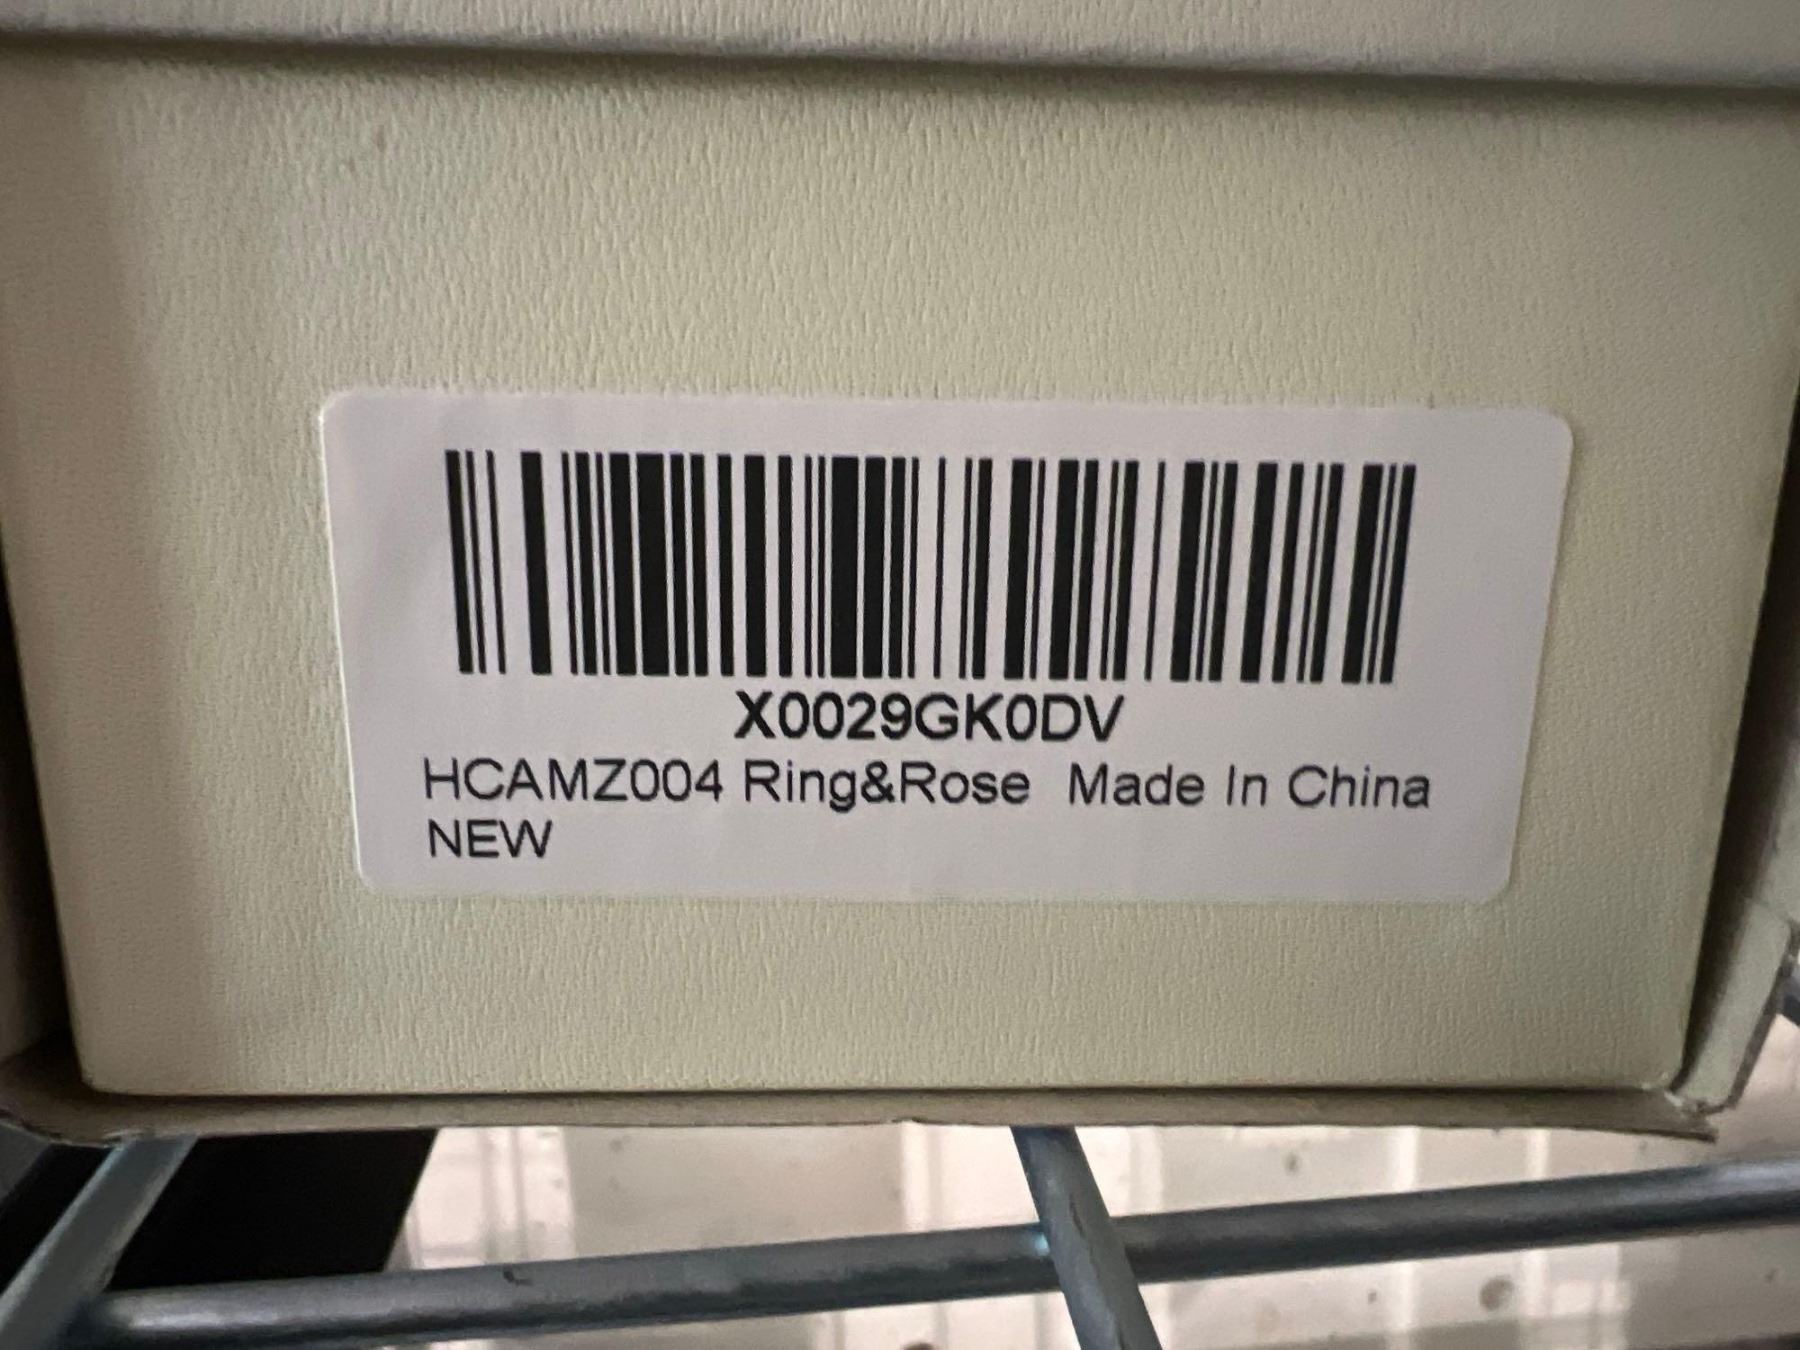 X0029GK0DV
HCAMZ004 Ring&Rose  Made In China
NEW